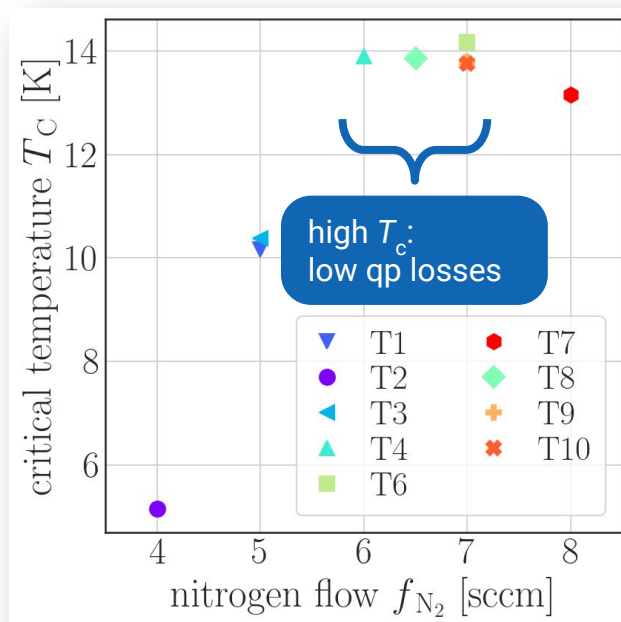 critical temperature T_C [K]
14
12
10
8
6
high T_c:
low qp losses
T1
T2
T3
T4
T6
T7
T8
T9
T10
4 5 6 7 8
nitrogen flow f_N₂ [sccm]